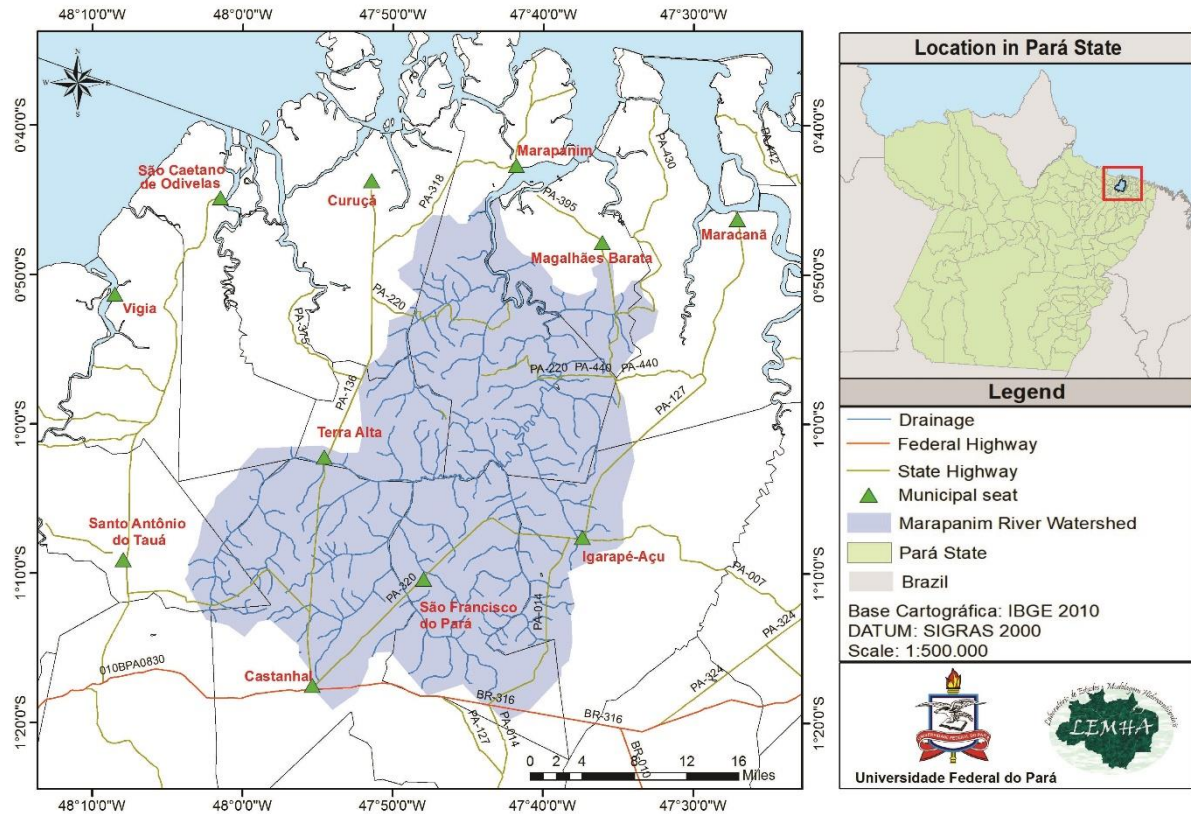 48°10'0"W
48°0'0"W
47°50'0"W
47°40'0"W
47°30'0"W
0°40'0"S
0°50'0"S
1°0'0"S
1°10'0"S
1°20'0"S
N
São Caetano
de Odivelas
Curuçá
PA-318
Marapanim
PA-430
PA-442
PA-395
Maracanã
Magalhães Barata
Vigia
PA-220
PA-375
PA-136
PA-220
PA-440
PA-440
PA-127
Terra Alta
Santo Antônio
do Tauá
Igarapé-Açu
PA-320
São Francisco
do Pará
PA-014
PA-007
PA-324
PA-324
010BPA0830
Castanhal
BR-316
BR-316
PA-127
PA-014
BR-010
0 2 4 8 12 16
Miles
48°10'0"W
48°0'0"W
47°50'0"W
47°40'0"W
47°30'0"W
0°40'0"S
0°50'0"S
1°0'0"S
1°10'0"S
1°20'0"S
Location in Pará State
Legend
Drainage
Federal Highway
State Highway
Municipal seat
Marapanim River Watershed
Pará State
Brazil
Base Cartográfica: IBGE 2010
DATUM: SIGRAS 2000
Scale: 1:500.000
UNIVERSIDADE FEDERAL DO PARÁ
Universidade Federal do Pará
LEMHA